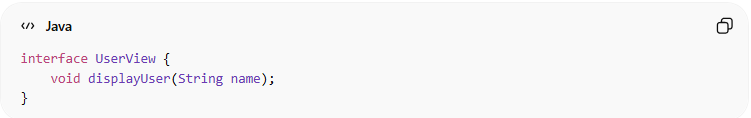 </> Java
interface UserView {
    void displayUser(String name);
}